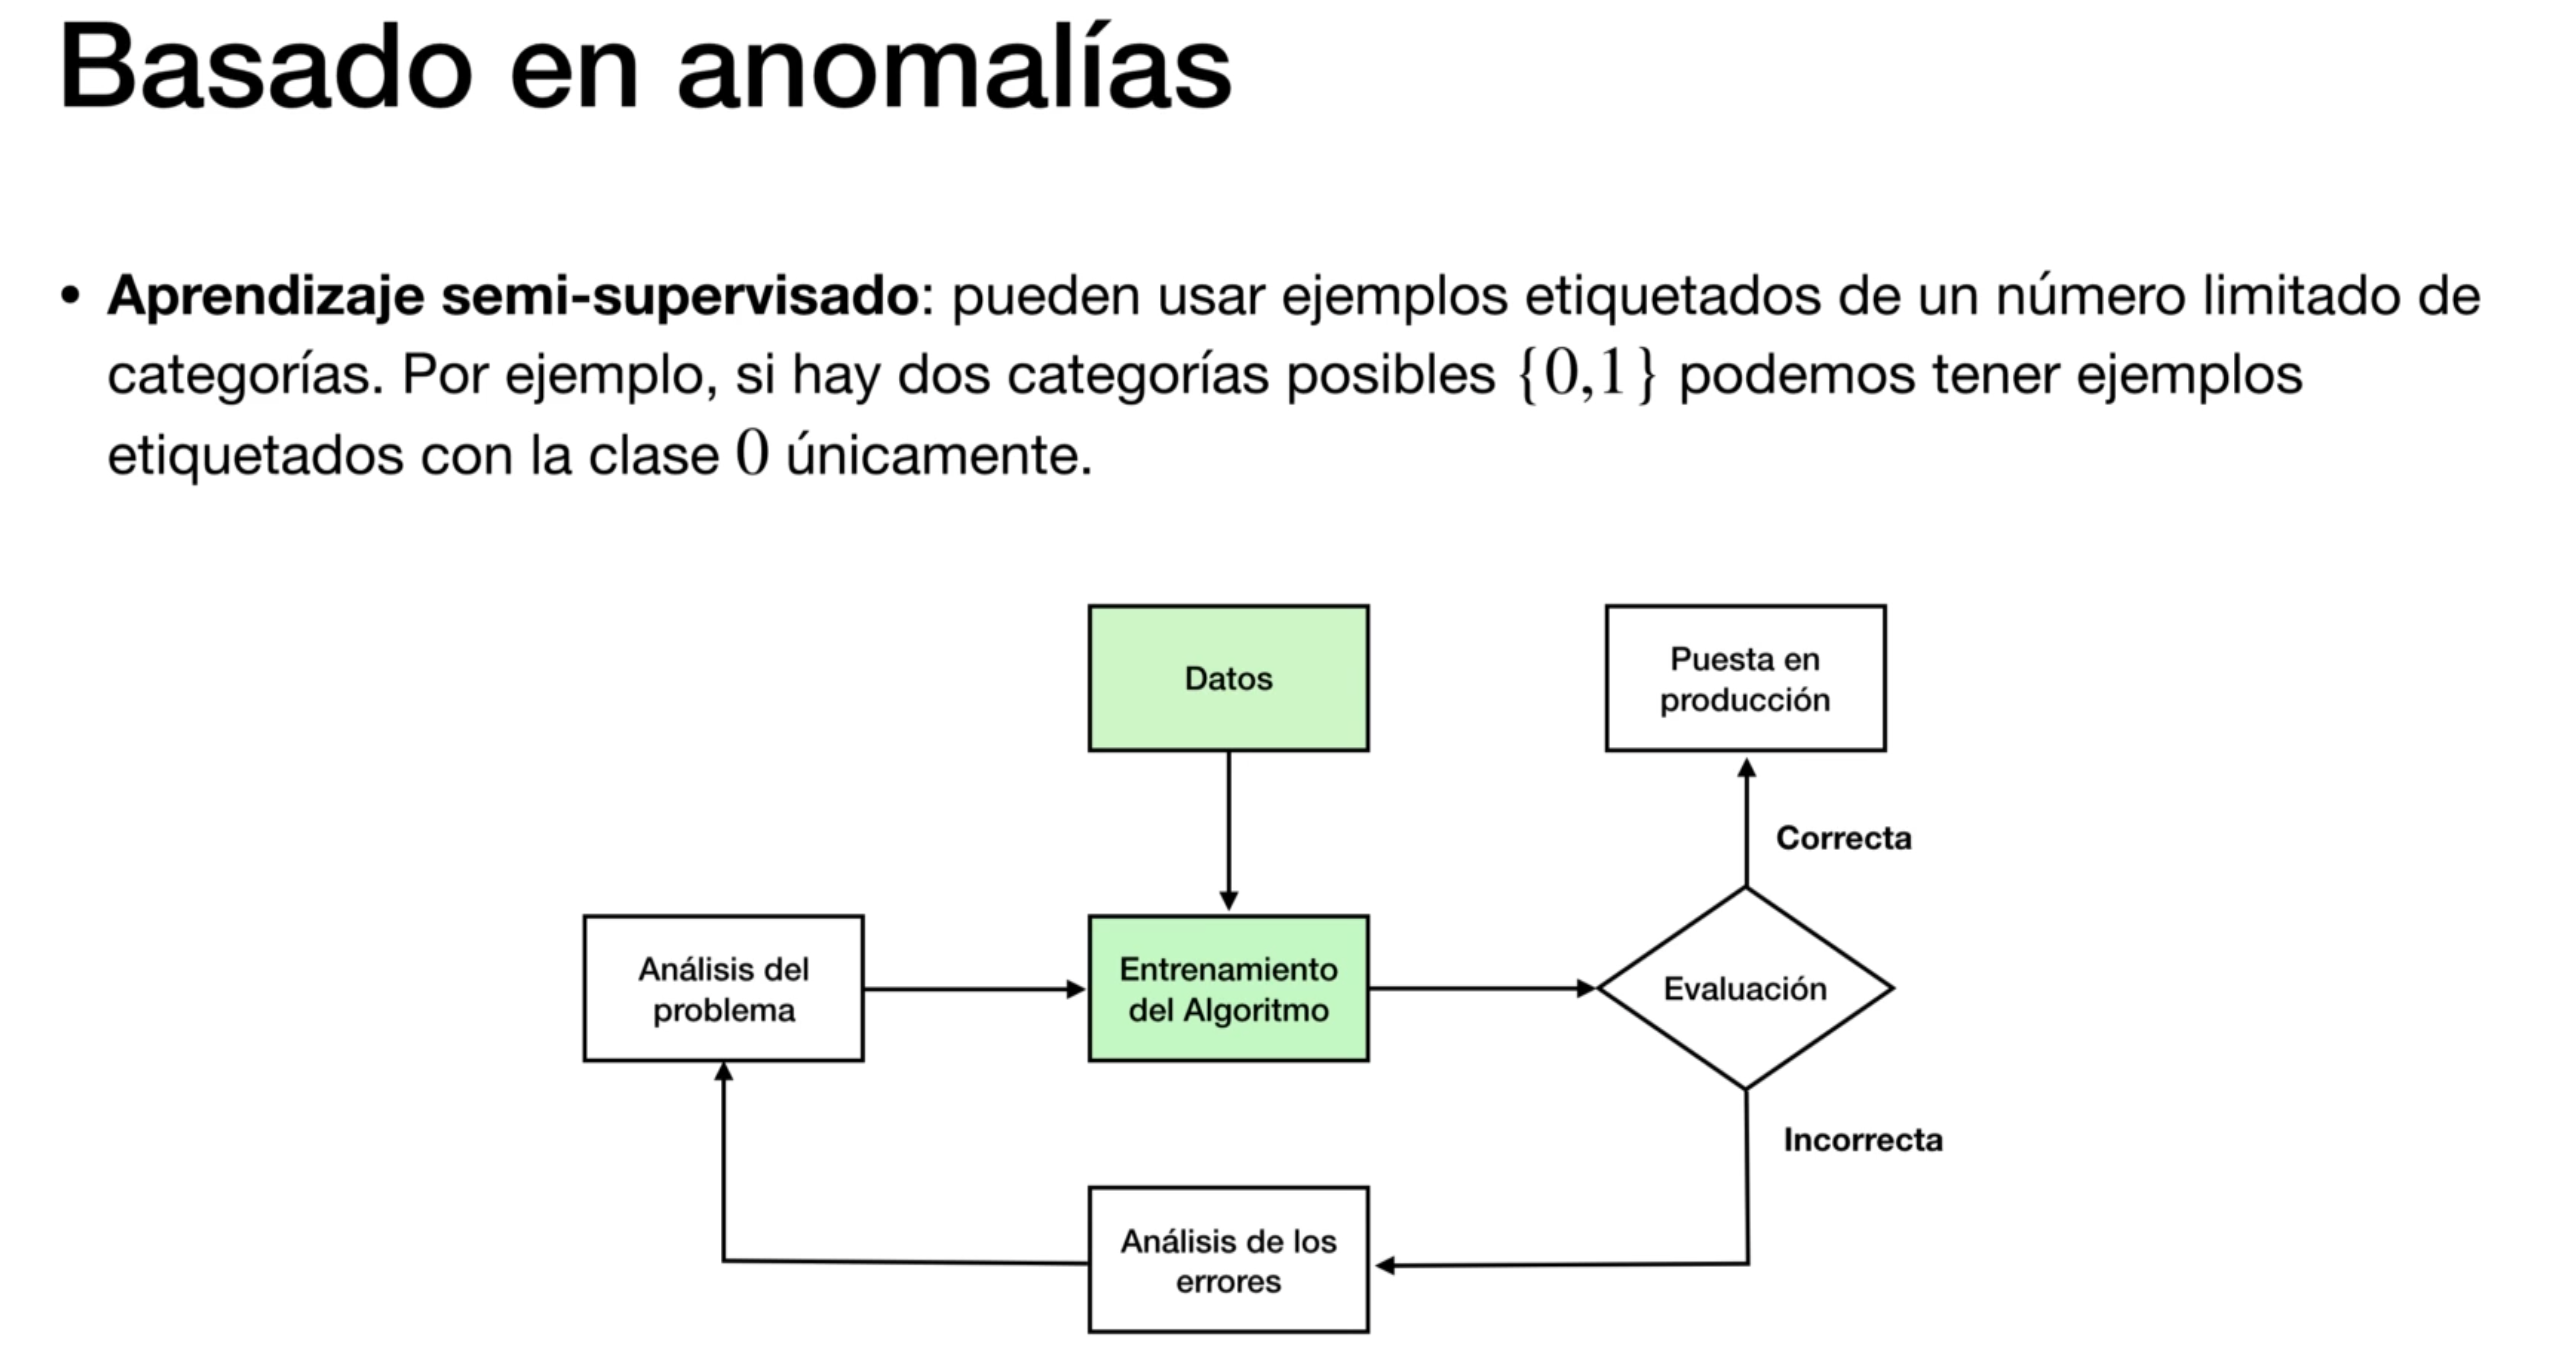 Basado en anomalías
• Aprendizaje semi-supervisado: pueden usar ejemplos etiquetados de un número limitado de
categorías. Por ejemplo, si hay dos categorías posibles {0,1} podemos tener ejemplos
etiquetados con la clase 0 únicamente.
Datos
Puesta en
producción
Correcta
Análisis del
problema
Entrenamiento
del Algoritmo
Evaluación
Incorrecta
Análisis de los
errores